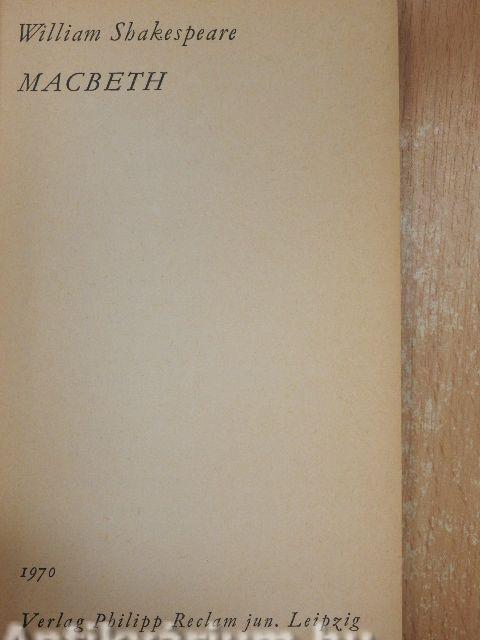 William Shakespeare
MACBETH
1970
Verlag Philipp Reclam jun. Leipzig